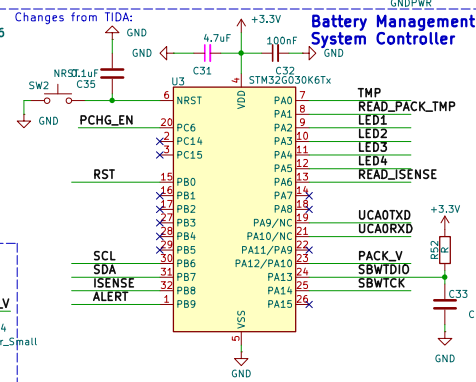 GNDPWR
Changes from TIDA:
Battery Management
System Controller
+3.3V
GND
4.7uF
100nF
GND
GND
C31
C32
0.1uF
C35
NRST
SW2
U3
STM32G030K6Tx
GND
VDD
4
6 NRST PA0 7 TMP
PA1 8 READ_PACK_TMP
PCHG_EN 20 PC6 PA2 9 LED1
2 PC14 PA3 10 LED2
3 PC15 PA4 11 LED3
PA5 12 LED4
RST 15 PB0 PA6 13 READ_ISENSE
16 PB1 PA7 14
17 PB2 PA8 18
27 PB3 PA9/NC 19 UCA0TXD
28 PB4 PA10/NC 21 UCA0RXD
29 PB5 PA11/PA9 22
SCL 30 PB6 PA12/PA10 23 PACK_V
SDA 31 PB7 PA13 24 SBWTDIO
ISENSE 32 PB8 PA14 25 SBWTCK
ALERT 1 PB9 PA15 26
+3.3V
R52
R
C33
C
GND
VSS
5
GND
_V
4
r_Small